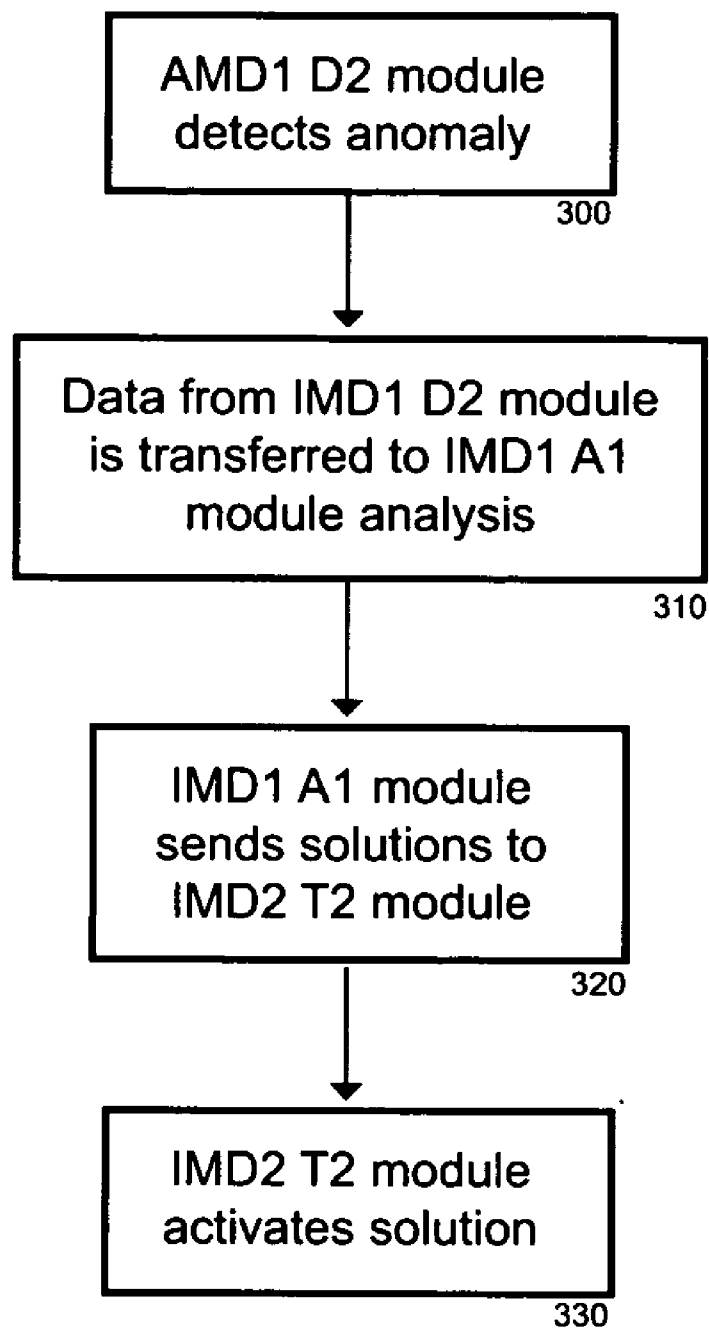 AMD1 D2 module
detects anomaly
300
Data from IMD1 D2 module
is transferred to IMD1 A1
module analysis
310
IMD1 A1 module
sends solutions to
IMD2 T2 module
320
IMD2 T2 module
activates solution
330